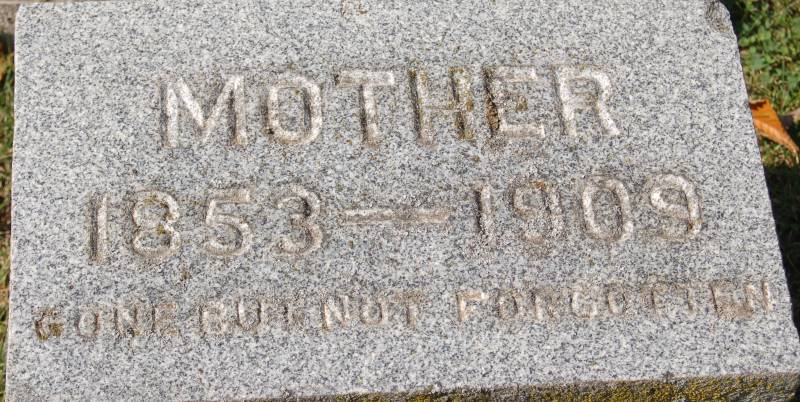 MOTHER
1853—1909
GONE BUT NOT FORGOTTEN